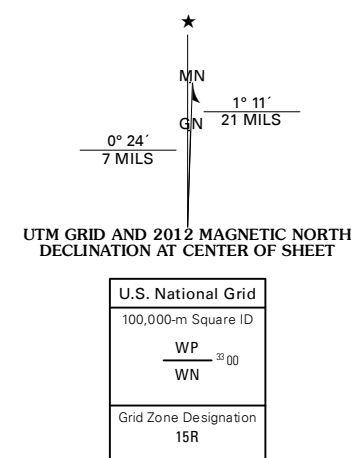 ★
MN
GN
1° 11´
21 MILS
0° 24´
7 MILS
UTM GRID AND 2012 MAGNETIC NORTH
DECLINATION AT CENTER OF SHEET
U.S. National Grid
100,000-m Square ID
WP
33 00
WN
Grid Zone Designation
15R